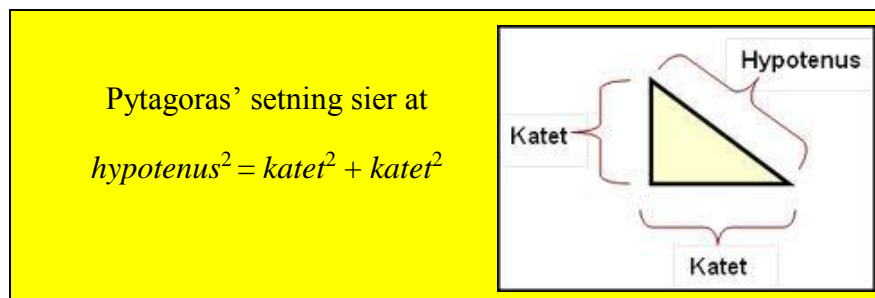 Pytagoras’ setning sier at
hypotenus² = katet² + katet²
Hypotenus
Katet
Katet